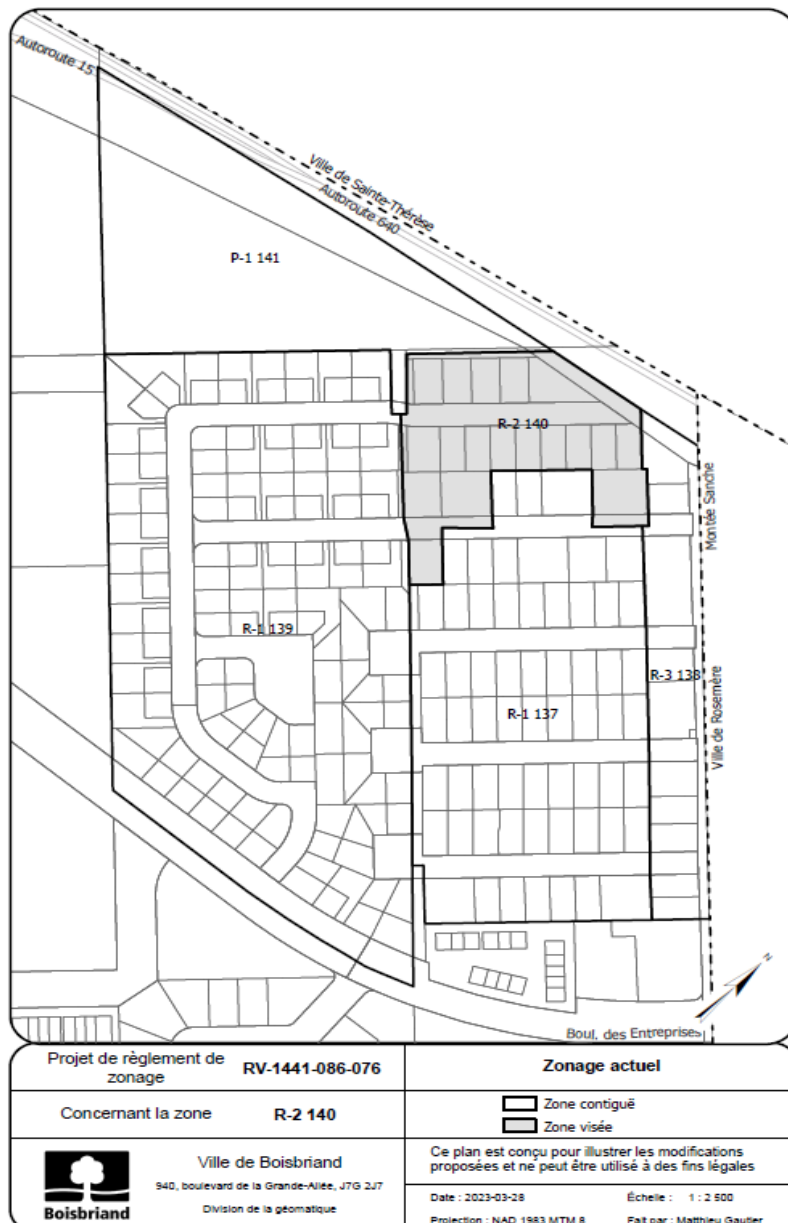 Autoroute 15
Ville de Sainte-Thérèse
Autoroute 640
P-1 141
R-2 140
Montée Sanche
R-1 139
R-3 138
R-1 137
Ville de Rosemère
N
Boul. des Entreprises
Projet de règlement de zonage RV-1441-086-076
Zonage actuel
Concernant la zone R-2 140
Zone contiguë
Zone visée
Boisbriand
Ville de Boisbriand
940, boulevard de la Grande-Allée, J7G 2J7
Division de la géomatique
Ce plan est conçu pour illustrer les modifications
proposées et ne peut être utilisé à des fins légales
Date : 2023-03-28 Échelle : 1 : 2 500
Projection : NAD 1983 MTM 8 Fait par : Matthieu Gautier